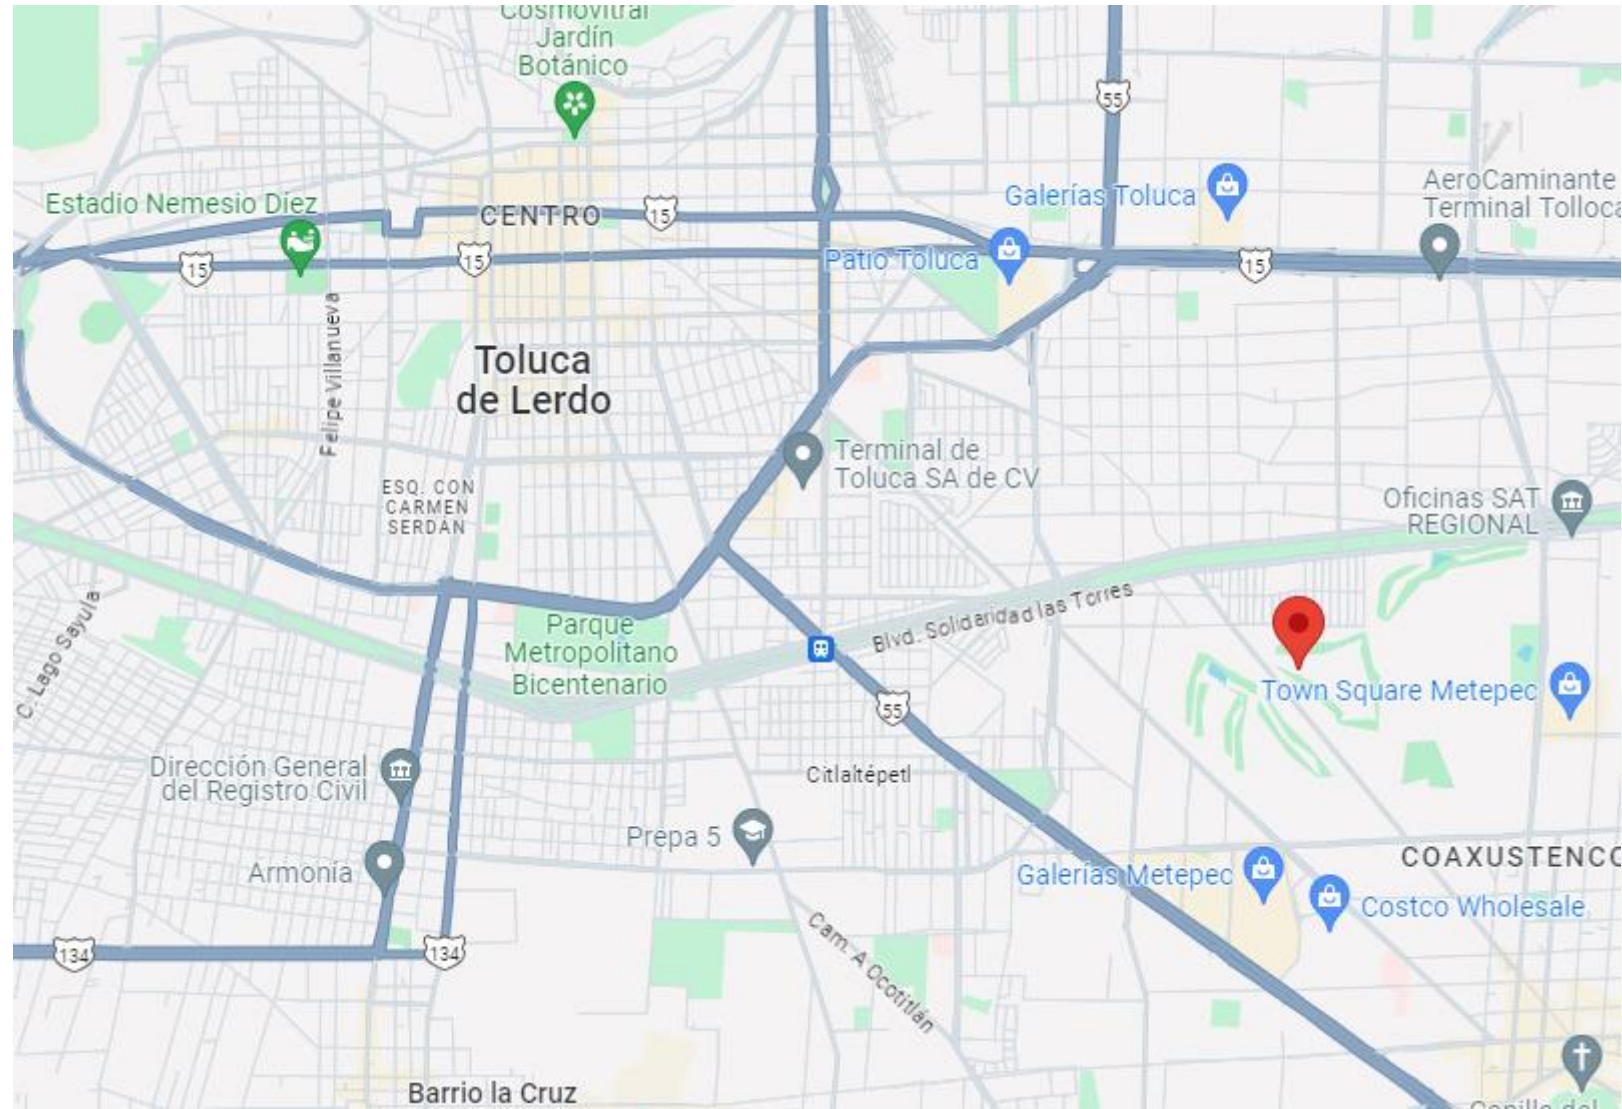 Cosmovitral
Jardín
Botánico
55
Estadio Nemesio Díez
CENTRO
15
Galerías Toluca
AeroCaminante
Terminal Tolloca
15
15
Patio Toluca
15
Felipe Villanueva
Toluca
de Lerdo
Terminal de
Toluca SA de CV
ESQ. CON
CARMEN
SERDÁN
Oficinas SAT
REGIONAL
C. Lago Sayula
Parque
Metropolitano
Bicentenario
Blvd. Solidaridad las Torres
Town Square Metepec
55
Dirección General
del Registro Civil
Citlaltépetl
Prepa 5
Armonía
Galerías Metepec
COAXUSTENCO
Costco Wholesale
Cam. A Ocotitlán
134
134
Barrio la Cruz